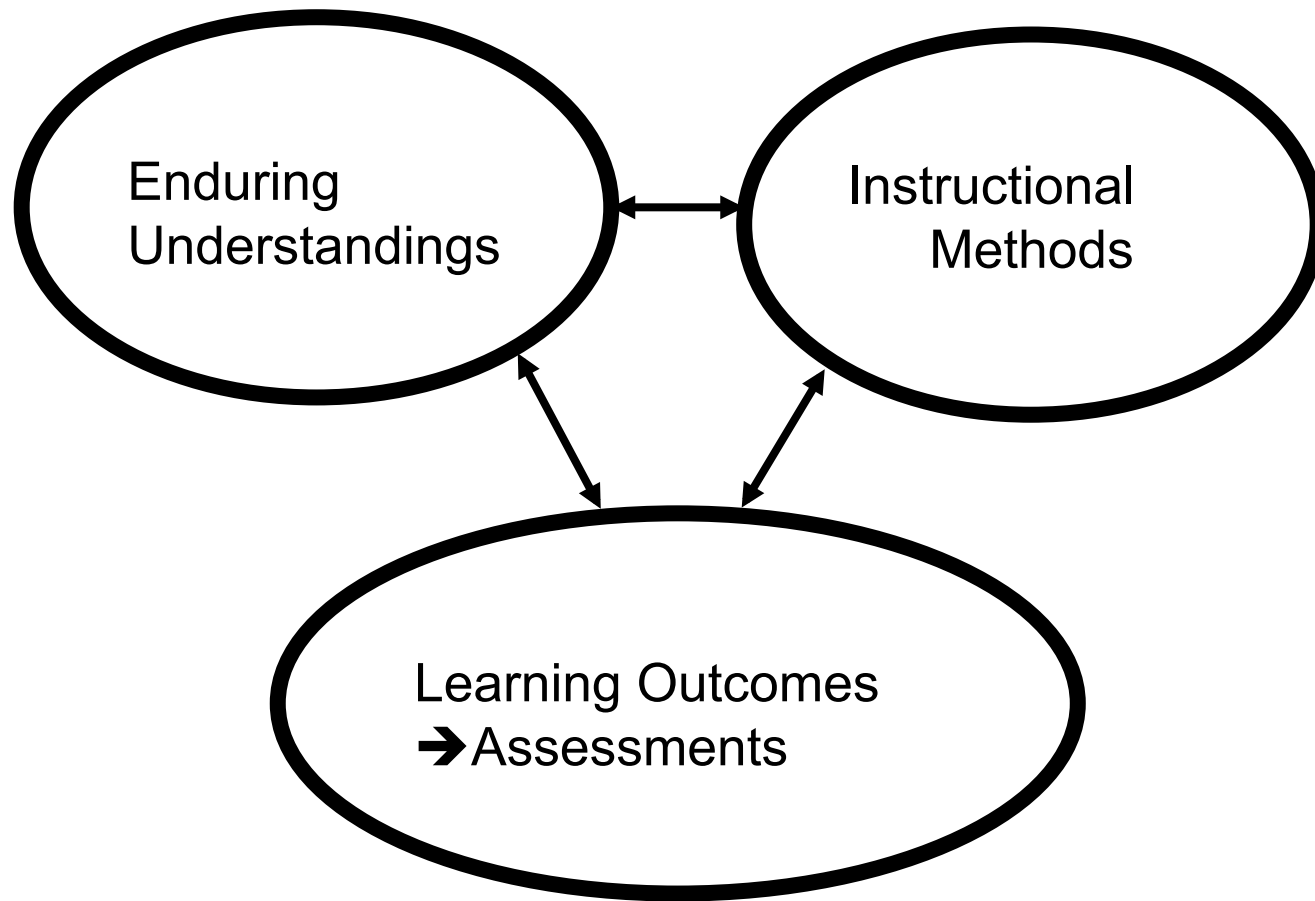 Enduring
Understandings
Instructional
Methods
Learning Outcomes
➔Assessments